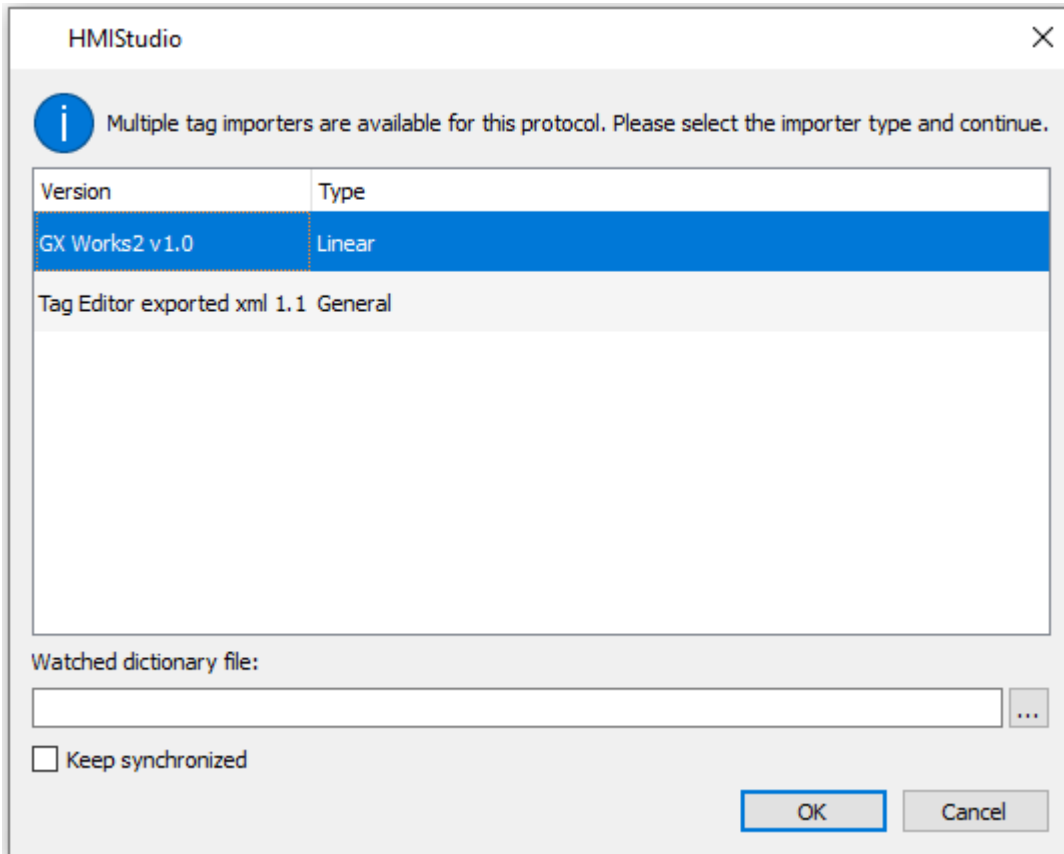 HMIStudio
Multiple tag importers are available for this protocol. Please select the importer type and continue.
Version Type
GX Works2 v1.0 Linear
Tag Editor exported xml 1.1 General
Watched dictionary file:
...
Keep synchronized
OK Cancel